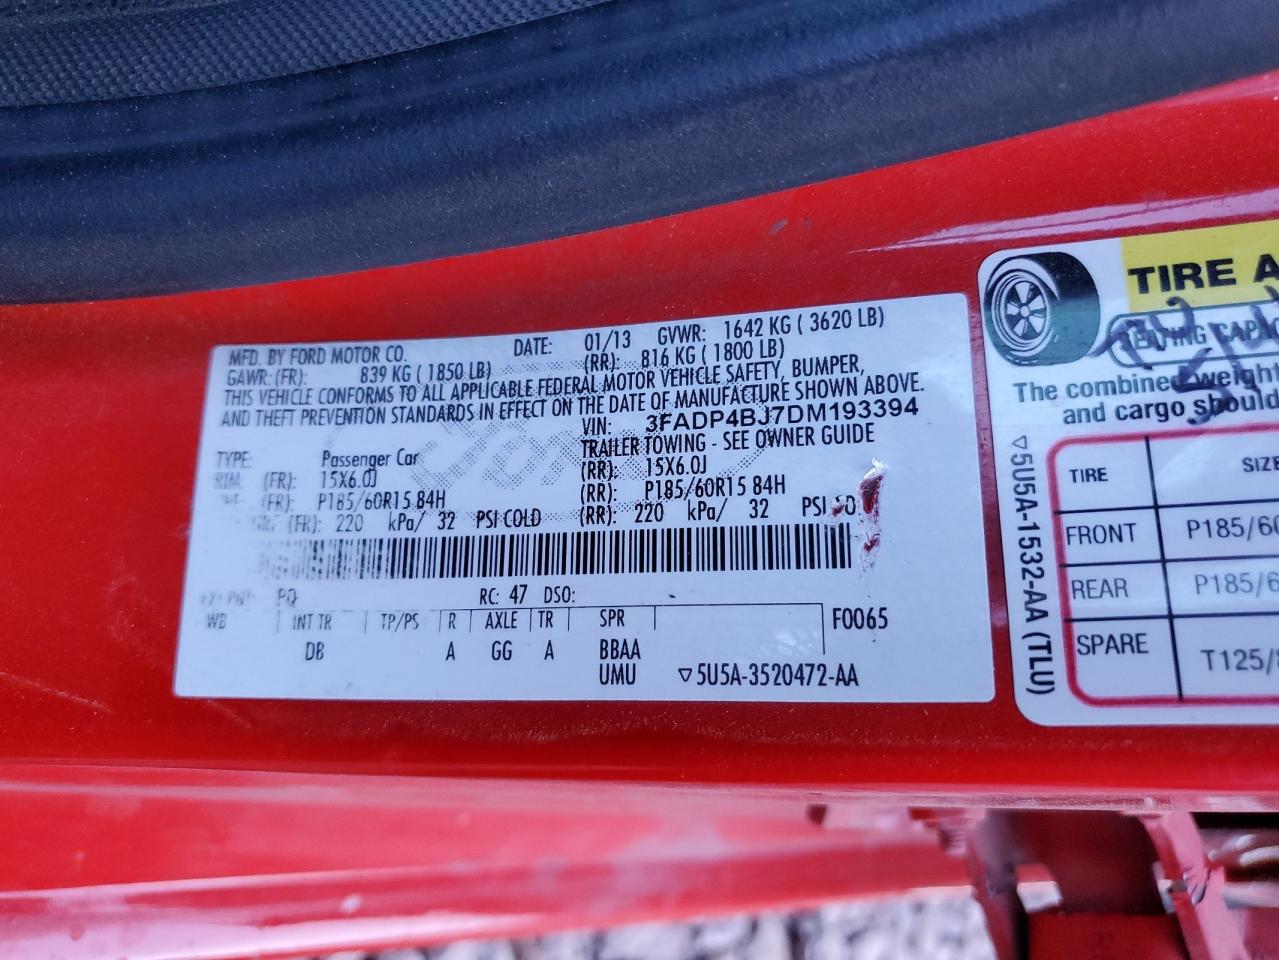 MFD. BY FORD MOTOR CO. DATE: 01/13 GVWR: 1642 KG ( 3620 LB)
GAWR: (FR): 839 KG ( 1850 LB) (RR): 816 KG ( 1800 LB)
THIS VEHICLE CONFORMS TO ALL APPLICABLE FEDERAL MOTOR VEHICLE SAFETY, BUMPER,
AND THEFT PREVENTION STANDARDS IN EFFECT ON THE DATE OF MANUFACTURE SHOWN ABOVE.
VIN: 3FADP4BJ7DM193394
TYPE: Passenger Car TRAILER TOWING - SEE OWNER GUIDE
RIM: (FR): 15X6.0J (RR): 15X6.0J
(FR): P185/60R15 84H (RR): P185/60R15 84H
(FR): 220 kPa/ 32 PSI COLD (RR): 220 kPa/ 32 PSI
PQ RC: 47 DSO:
WB INT TR TP/PS R AXLE TR SPR F0065
DB A GG A BBAA
UMU ▽5U5A-3520472-AA
TIRE A
SEATING CAPA
The combined weight
and cargo should
▽5U5A-1532-AA (TLU)
TIRE SIZE
FRONT P185/60
REAR P185/6
SPARE T125/